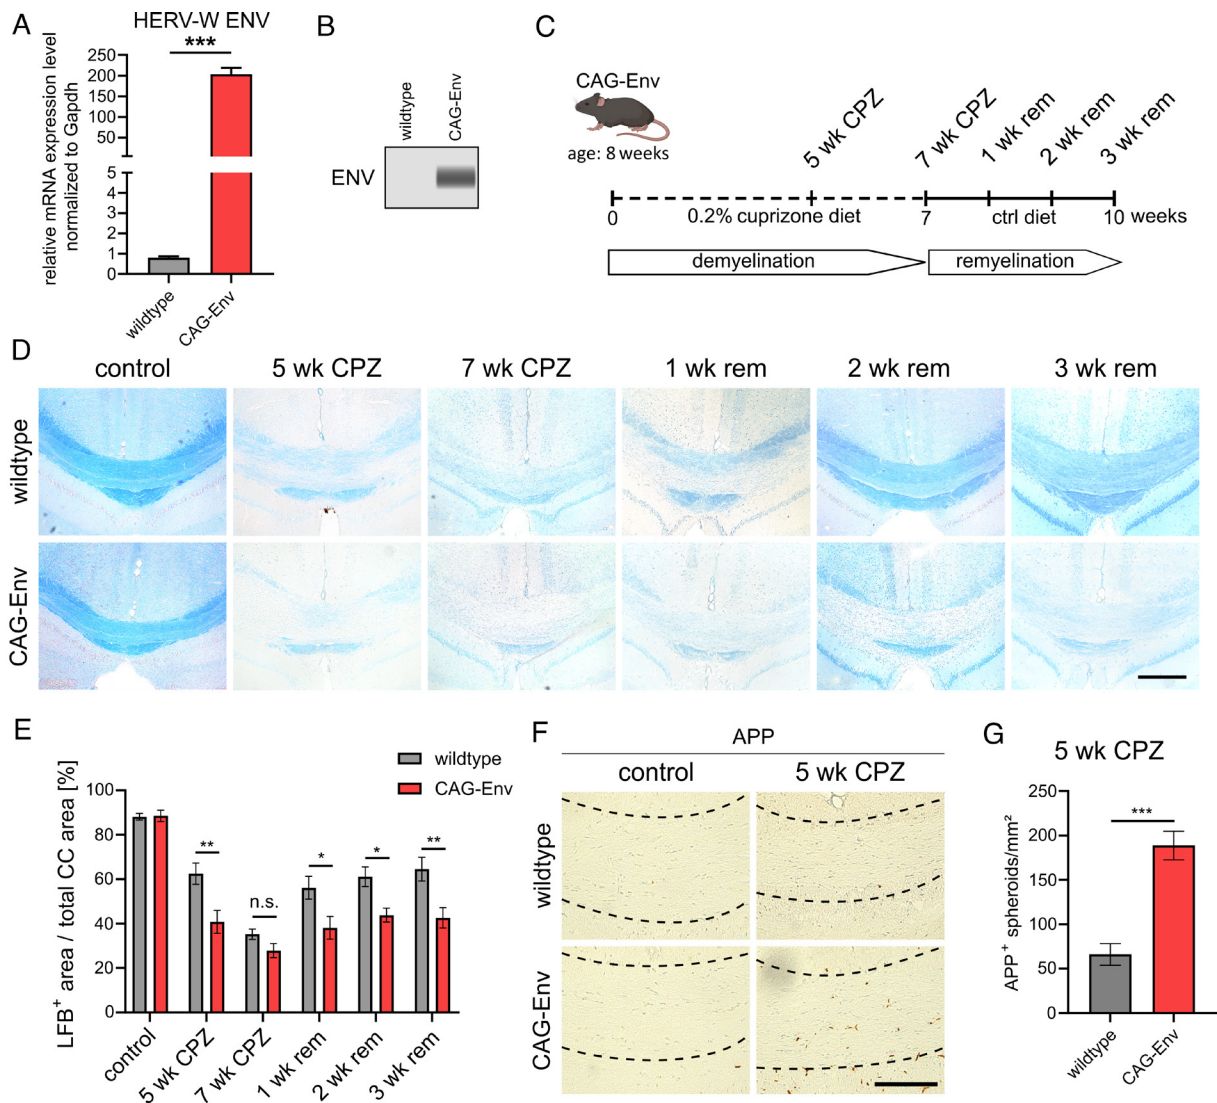 A
HERV-W ENV
***
relative mRNA expression level
normalized to Gapdh
250
200
150
100
50
5
4
3
2
1
0
wildtype
CAG-Env
B
wildtype
CAG-Env
ENV
C
CAG-Env
age: 8 weeks
5 wk CPZ
7 wk CPZ
1 wk rem
2 wk rem
3 wk rem
0
0.2% cuprizone diet
7
ctrl diet
10 weeks
demyelination
remyelination
D
control
5 wk CPZ
7 wk CPZ
1 wk rem
2 wk rem
3 wk rem
wildtype
CAG-Env
E
wildtype
CAG-Env
LFB⁺ area / total CC area [%]
100
80
60
40
20
0
**
n.s.
*
*
**
control
5 wk CPZ
7 wk CPZ
1 wk rem
2 wk rem
3 wk rem
F
APP
control
5 wk CPZ
wildtype
CAG-Env
G
5 wk CPZ
***
APP⁺ spheroids/mm²
250
200
150
100
50
0
wildtype
CAG-Env